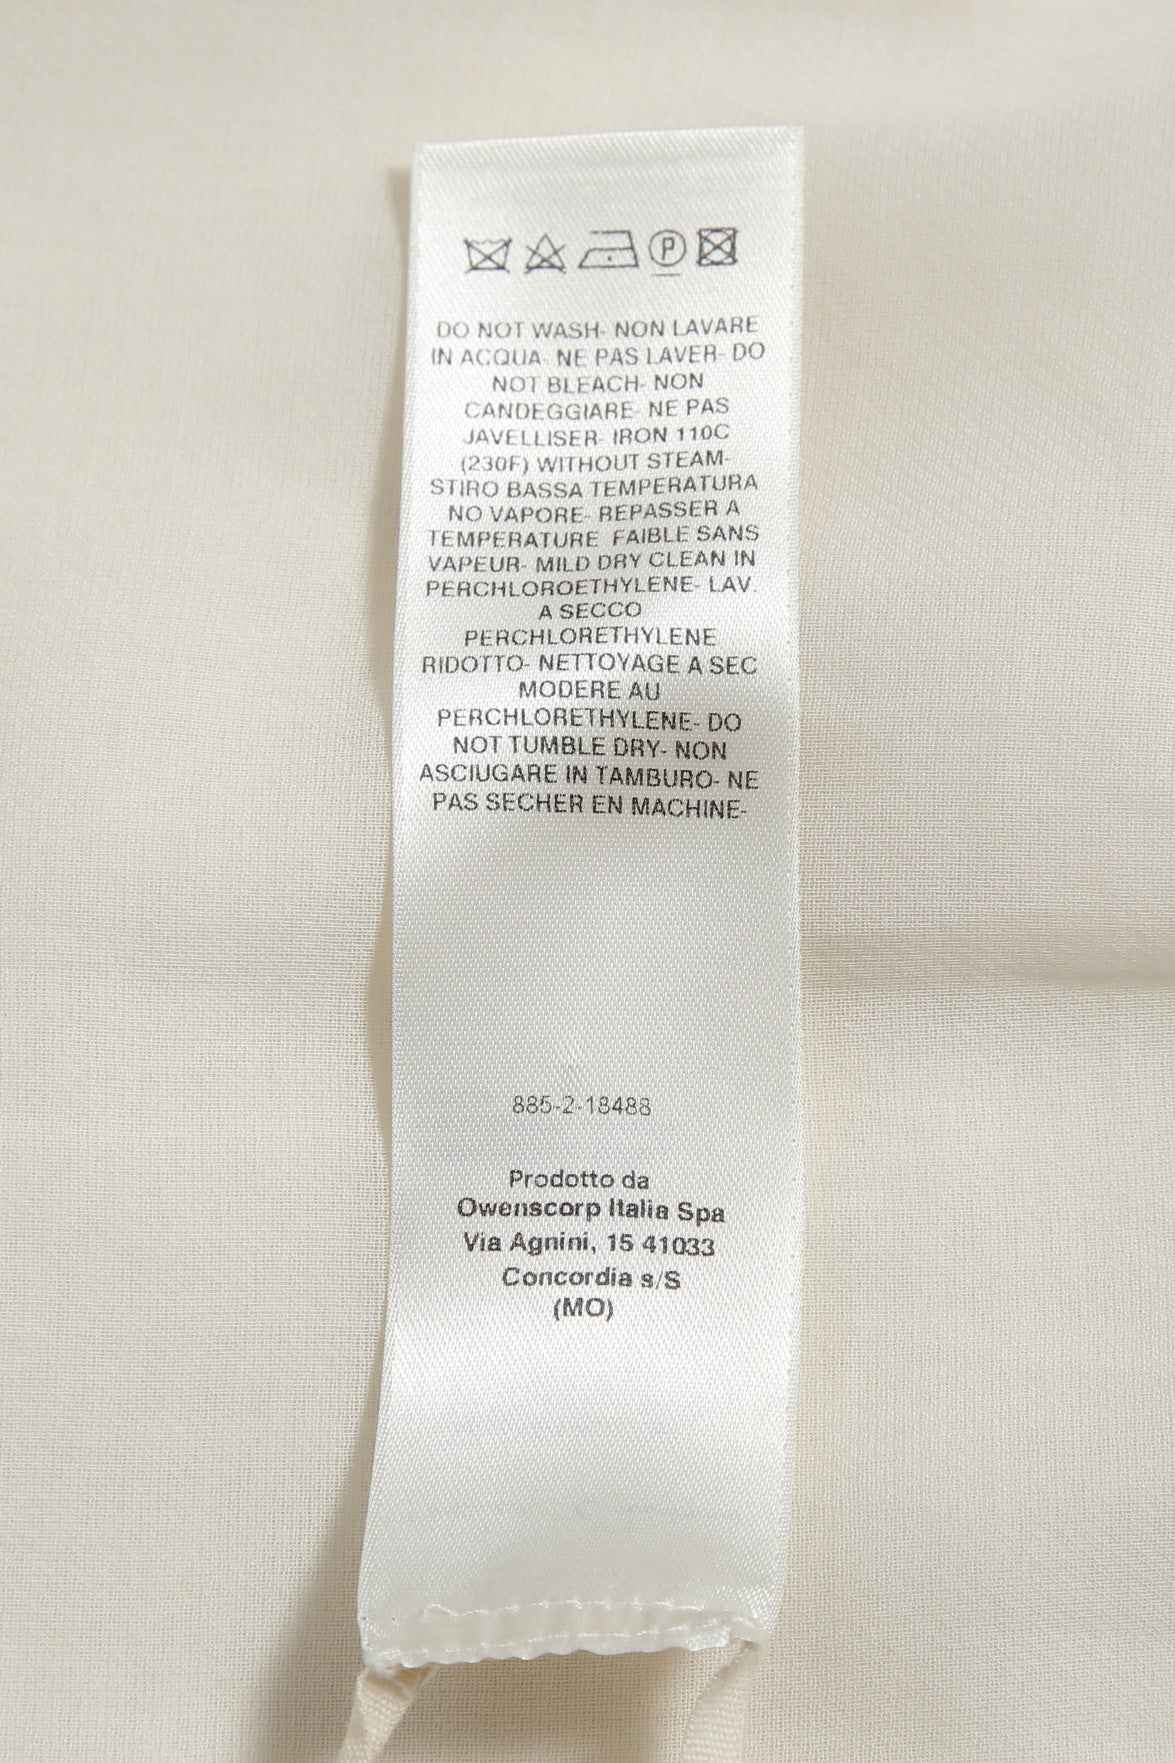 P
DO NOT WASH- NON LAVARE
IN ACQUA- NE PAS LAVER- DO
NOT BLEACH- NON
CANDEGGIARE- NE PAS
JAVELLISER- IRON 110C
(230F) WITHOUT STEAM-
STIRO BASSA TEMPERATURA
NO VAPORE- REPASSER A
TEMPERATURE FAIBLE SANS
VAPEUR- MILD DRY CLEAN IN
PERCHLOROETHYLENE- LAV.
A SECCO
PERCHLORETHYLENE
RIDOTTO- NETTOYAGE A SEC
MODERE AU
PERCHLORETHYLENE- DO
NOT TUMBLE DRY- NON
ASCIUGARE IN TAMBURO- NE
PAS SECHER EN MACHINE-
885-2-18488
Prodotto da
Owenscorp Italia Spa
Via Agnini, 15 41033
Concordia s/S
(MO)